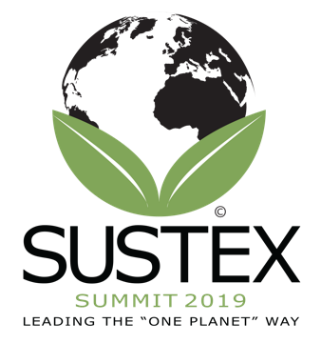 ©
SUSTEX
SUMMIT 2019
LEADING THE "ONE PLANET" WAY